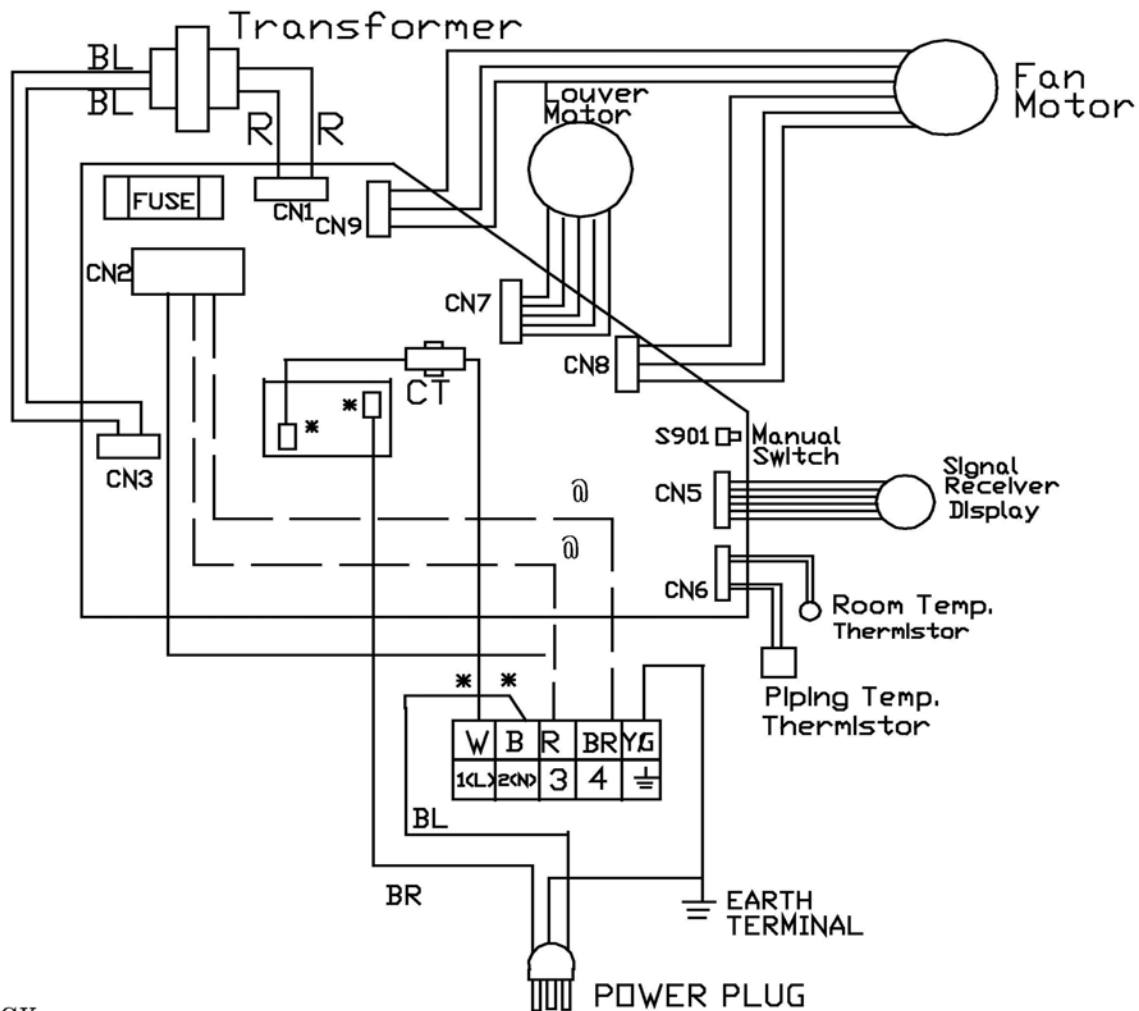 Transformer
BL
BL
R R
Louver
Motor
Fan
Motor
FUSE
CN1
CN9
CN2
CN7
CN8
CT
*
*
CN3
S901
Manual
Switch
CN5
Signal
Receiver
Display
@
@
CN6
Room Temp.
Thermistor
Piping Temp.
Thermistor
* *
W B R BR Y/G
1(L) 2(N) 3 4
BL
BR
EARTH
TERMINAL
POWER PLUG